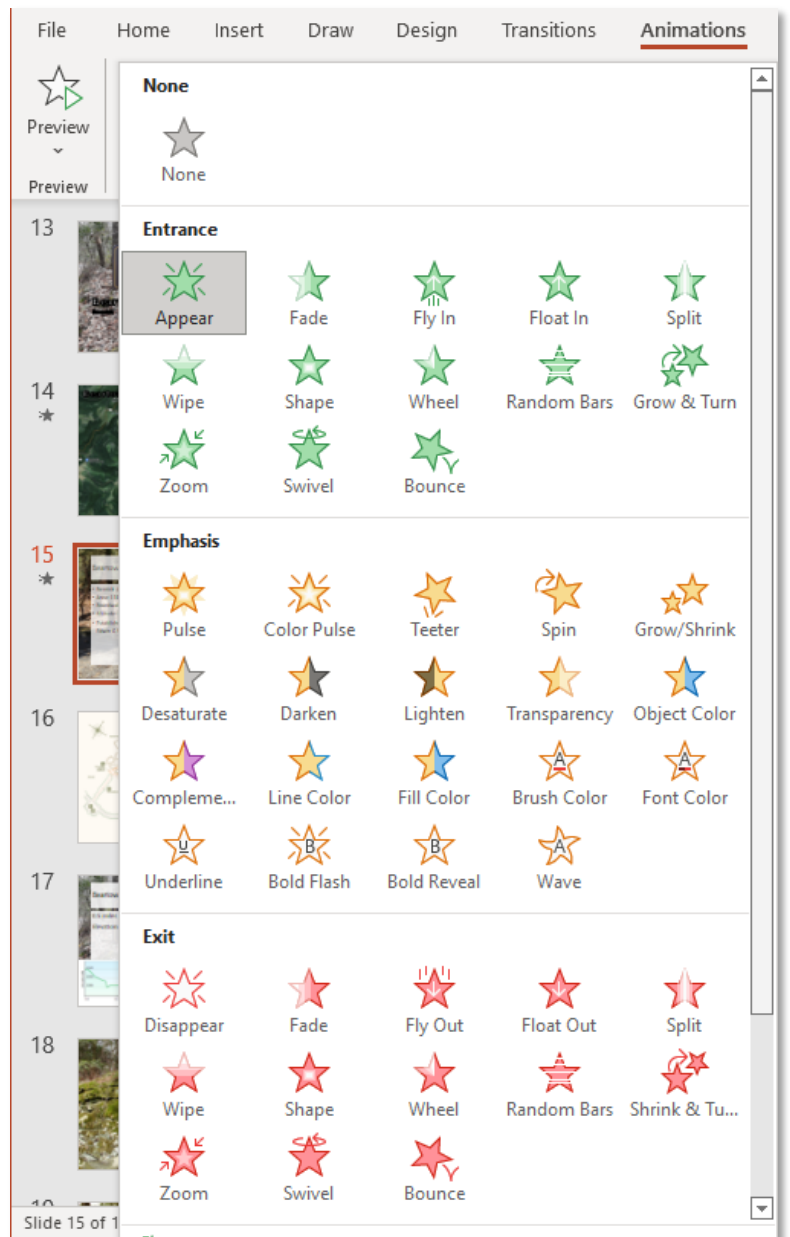 File Home Insert Draw Design Transitions Animations
Preview
Preview
None
None
Entrance
Appear Fade Fly In Float In Split
Wipe Shape Wheel Random Bars Grow & Turn
Zoom Swivel Bounce
Emphasis
Pulse Color Pulse Teeter Spin Grow/Shrink
Desaturate Darken Lighten Transparency Object Color
Compleme... Line Color Fill Color Brush Color Font Color
Underline Bold Flash Bold Reveal Wave
Exit
Disappear Fade Fly Out Float Out Split
Wipe Shape Wheel Random Bars Shrink & Tu...
Zoom Swivel Bounce
13
14
15
16
17
18
Slide 15 of 1